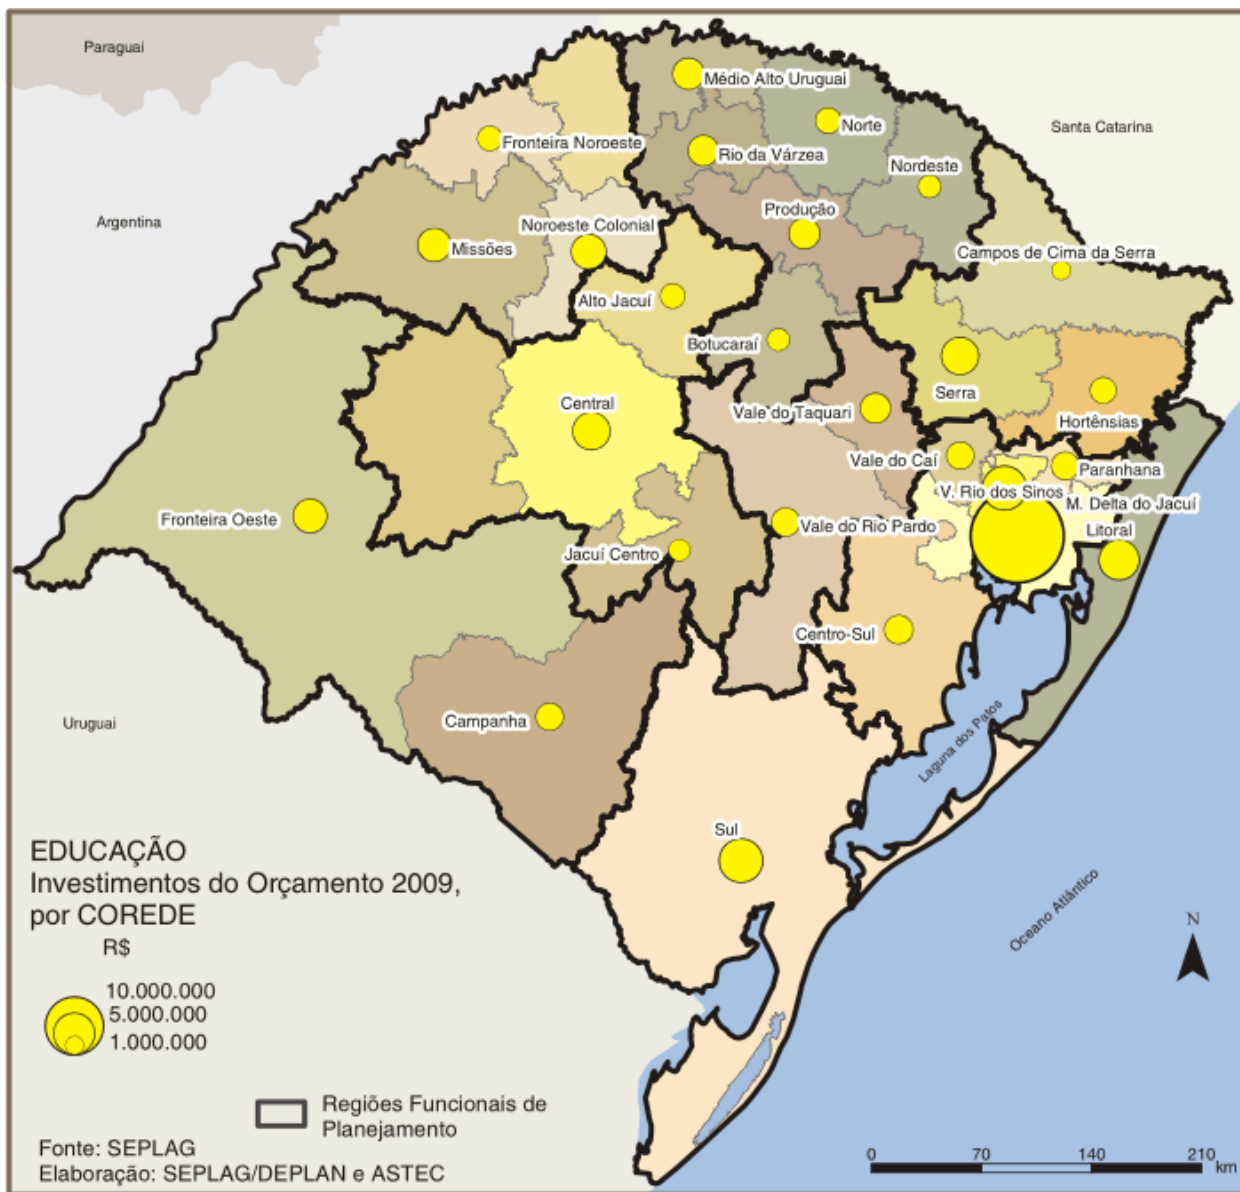 Paraguai
Médio Alto Uruguai
Norte
Santa Catarina
Fronteira Noroeste
Rio da Várzea
Nordeste
Argentina
Produção
Noroeste Colonial
Missões
Campos de Cima da Serra
Alto Jacuí
Botucaraí
Serra
Central
Vale do Taquari
Hortênsias
Vale do Caí
Paranhana
V. Rio dos Sinos
M. Delta do Jacuí
Fronteira Oeste
Vale do Rio Pardo
Litoral
Jacuí Centro
Centro-Sul
Uruguai
Campanha
Laguna dos Patos
Sul
Oceano Atlântico
N
EDUCAÇÃO
Investimentos do Orçamento 2009,
por COREDE
R$
10.000.000
5.000.000
1.000.000
Regiões Funcionais de
Planejamento
Fonte: SEPLAG
Elaboração: SEPLAG/DEPLAN e ASTEC
0 70 140 210
km